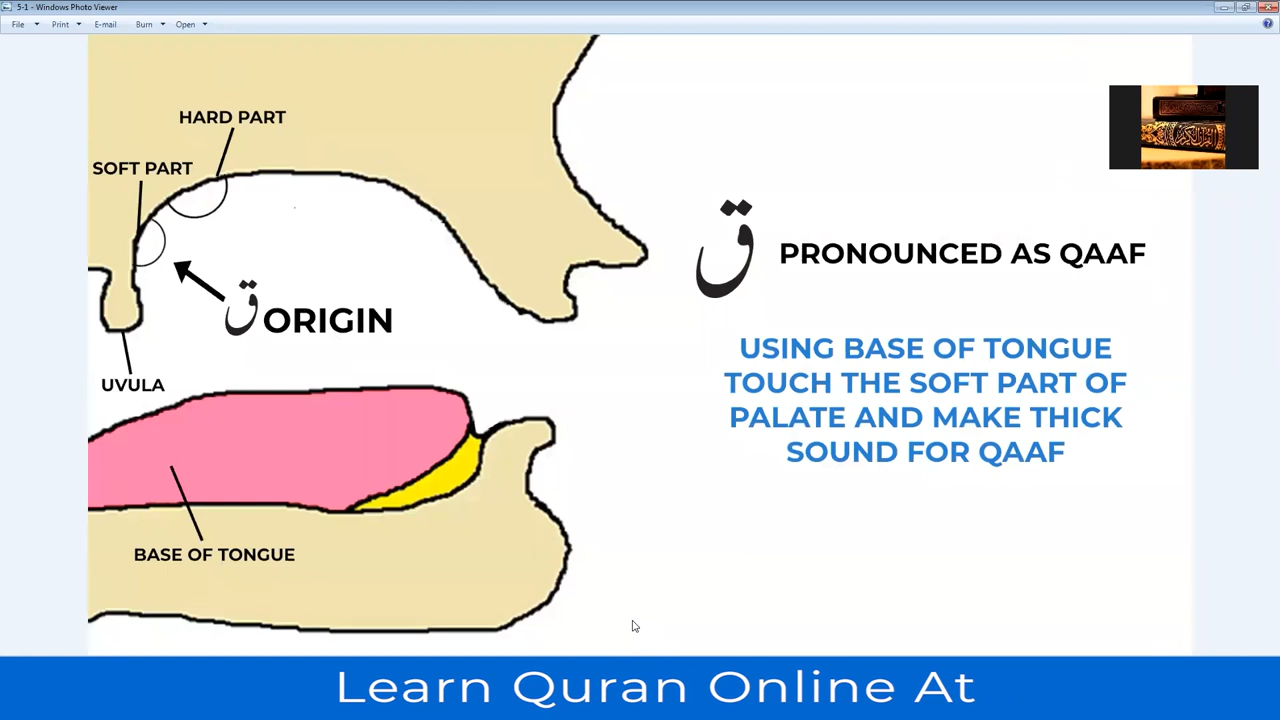 5-1 - Windows Photo Viewer
File Print E-mail Burn Open
HARD PART
SOFT PART
ق ORIGIN
UVULA
BASE OF TONGUE
ق PRONOUNCED AS QAAF
USING BASE OF TONGUE
TOUCH THE SOFT PART OF
PALATE AND MAKE THICK
SOUND FOR QAAF
Learn Quran Online At